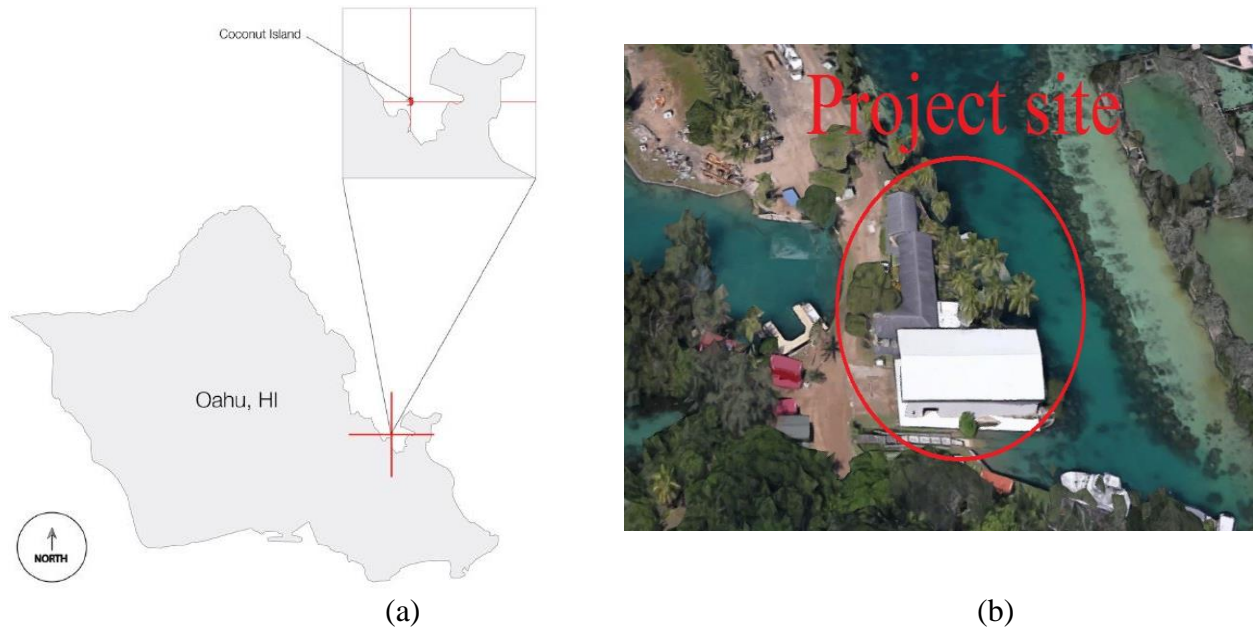 Coconut Island
Oahu, HI
NORTH
(a)
Project site
(b)